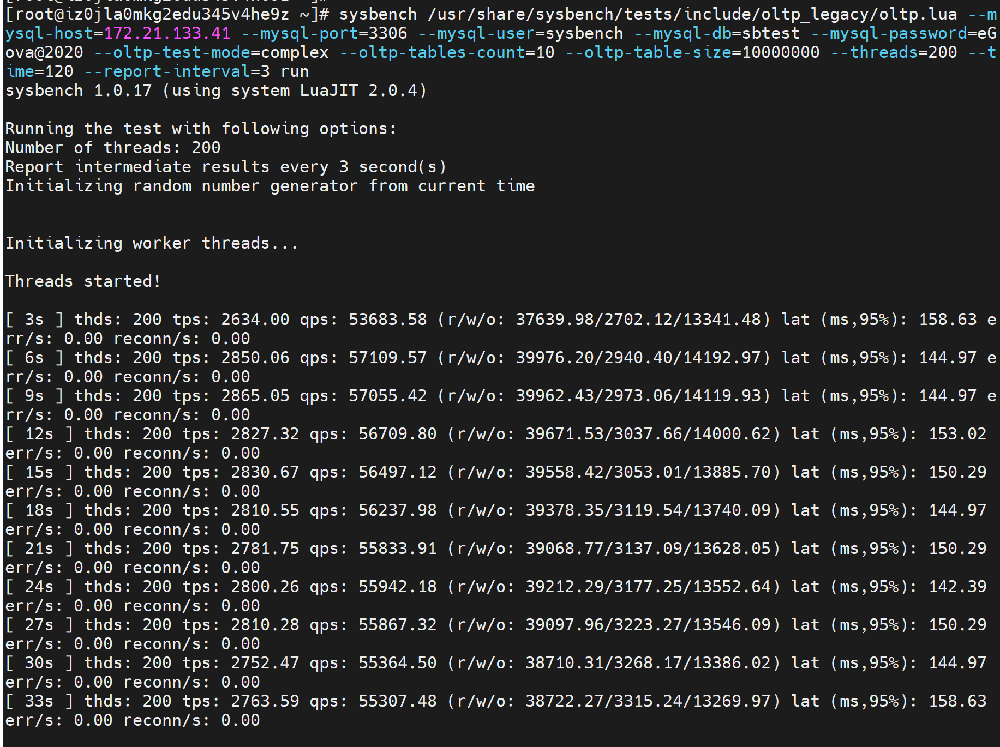 [root@iz0jla0mkg2edu345v4he9z ~]# sysbench /usr/share/sysbench/tests/include/oltp_legacy/oltp.lua --m
ysql-host=172.21.133.41 --mysql-port=3306 --mysql-user=sysbench --mysql-db=sbtest --mysql-password=eG
ova@2020 --oltp-test-mode=complex --oltp-tables-count=10 --oltp-table-size=10000000 --threads=200 --t
ime=120 --report-interval=3 run
sysbench 1.0.17 (using system LuaJIT 2.0.4)
Running the test with following options:
Number of threads: 200
Report intermediate results every 3 second(s)
Initializing random number generator from current time
Initializing worker threads...
Threads started!
[ 3s ] thds: 200 tps: 2634.00 qps: 53683.58 (r/w/o: 37639.98/2702.12/13341.48) lat (ms,95%): 158.63 e
rr/s: 0.00 reconn/s: 0.00
[ 6s ] thds: 200 tps: 2850.06 qps: 57109.57 (r/w/o: 39976.20/2940.40/14192.97) lat (ms,95%): 144.97 e
rr/s: 0.00 reconn/s: 0.00
[ 9s ] thds: 200 tps: 2865.05 qps: 57055.42 (r/w/o: 39962.43/2973.06/14119.93) lat (ms,95%): 144.97 e
rr/s: 0.00 reconn/s: 0.00
[ 12s ] thds: 200 tps: 2827.32 qps: 56709.80 (r/w/o: 39671.53/3037.66/14000.62) lat (ms,95%): 153.02
err/s: 0.00 reconn/s: 0.00
[ 15s ] thds: 200 tps: 2830.67 qps: 56497.12 (r/w/o: 39558.42/3053.01/13885.70) lat (ms,95%): 150.29
err/s: 0.00 reconn/s: 0.00
[ 18s ] thds: 200 tps: 2810.55 qps: 56237.98 (r/w/o: 39378.35/3119.54/13740.09) lat (ms,95%): 144.97
err/s: 0.00 reconn/s: 0.00
[ 21s ] thds: 200 tps: 2781.75 qps: 55833.91 (r/w/o: 39068.77/3137.09/13628.05) lat (ms,95%): 150.29
err/s: 0.00 reconn/s: 0.00
[ 24s ] thds: 200 tps: 2800.26 qps: 55942.18 (r/w/o: 39212.29/3177.25/13552.64) lat (ms,95%): 142.39
err/s: 0.00 reconn/s: 0.00
[ 27s ] thds: 200 tps: 2810.28 qps: 55867.32 (r/w/o: 39097.96/3223.27/13546.09) lat (ms,95%): 150.29
err/s: 0.00 reconn/s: 0.00
[ 30s ] thds: 200 tps: 2752.47 qps: 55364.50 (r/w/o: 38710.31/3268.17/13386.02) lat (ms,95%): 144.97
err/s: 0.00 reconn/s: 0.00
[ 33s ] thds: 200 tps: 2763.59 qps: 55307.48 (r/w/o: 38722.27/3315.24/13269.97) lat (ms,95%): 158.63
err/s: 0.00 reconn/s: 0.00